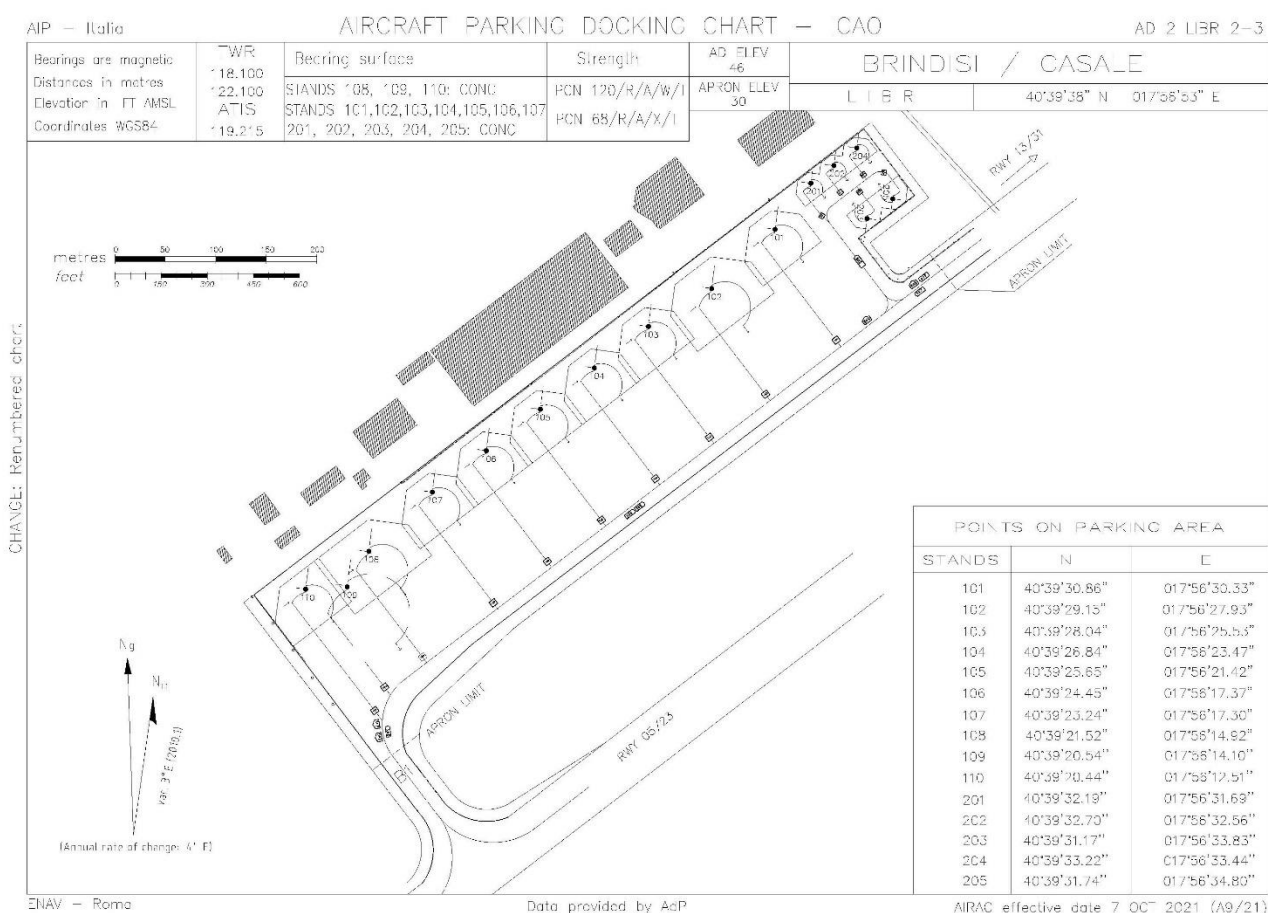 AIP - Italia
AIRCRAFT PARKING DOCKING CHART - CAO
AD 2 LIBR 2-3
Bearings are magnetic
Distances in metres
Elevation in FT AMSL
Coordinates WGS84
TWR
118.100
122.100
ATIS
119.215
Bearing surface
STANDS 108, 109, 110: CONC
STANDS 101,102,103,104,105,106,107
201, 202, 203, 204, 205: CONC
Strength
PCN 120/R/A/W/T
PCN 68/R/A/X/T
AD ELEV
46
APRON ELEV
30
BRINDISI / CASALE
LIBR
40°39'38" N 017°56'53" E
metres 0 50 100 150 200
feet 0 150 300 450 600
CHANGE: Renumbered chart
RWY 13/31
APRON LIMIT
204
201
01
102
103
04
105
06
107
108
109
110
APRON LIMIT
RWY 05/23
B1
Ng
var. 3° E (2010.1)
(Annual rate of change: 4' E)
POINTS ON PARKING AREA
STANDS N E
101 40°39'30.86" 017°56'30.33"
102 40°39'29.15" 017°56'27.93"
103 40°39'28.04" 017°56'25.53"
104 40°39'26.84" 017°56'23.47"
105 40°39'25.65" 017°56'21.42"
106 40°39'24.45" 017°56'17.37"
107 40°39'23.24" 017°56'17.30"
108 40°39'21.52" 017°56'14.92"
109 40°39'20.54" 017°56'14.10"
110 40°39'20.44" 017°56'12.51"
201 40°39'32.19" 017°56'31.69"
202 40°39'32.70" 017°56'32.56"
203 40°39'31.17" 017°56'33.83"
204 40°39'33.22" 017°56'33.44"
205 40°39'31.74" 017°56'34.80"
ENAV - Roma
Data provided by AdP
AIRAC effective date 7 OCT 2021 (A9/21)